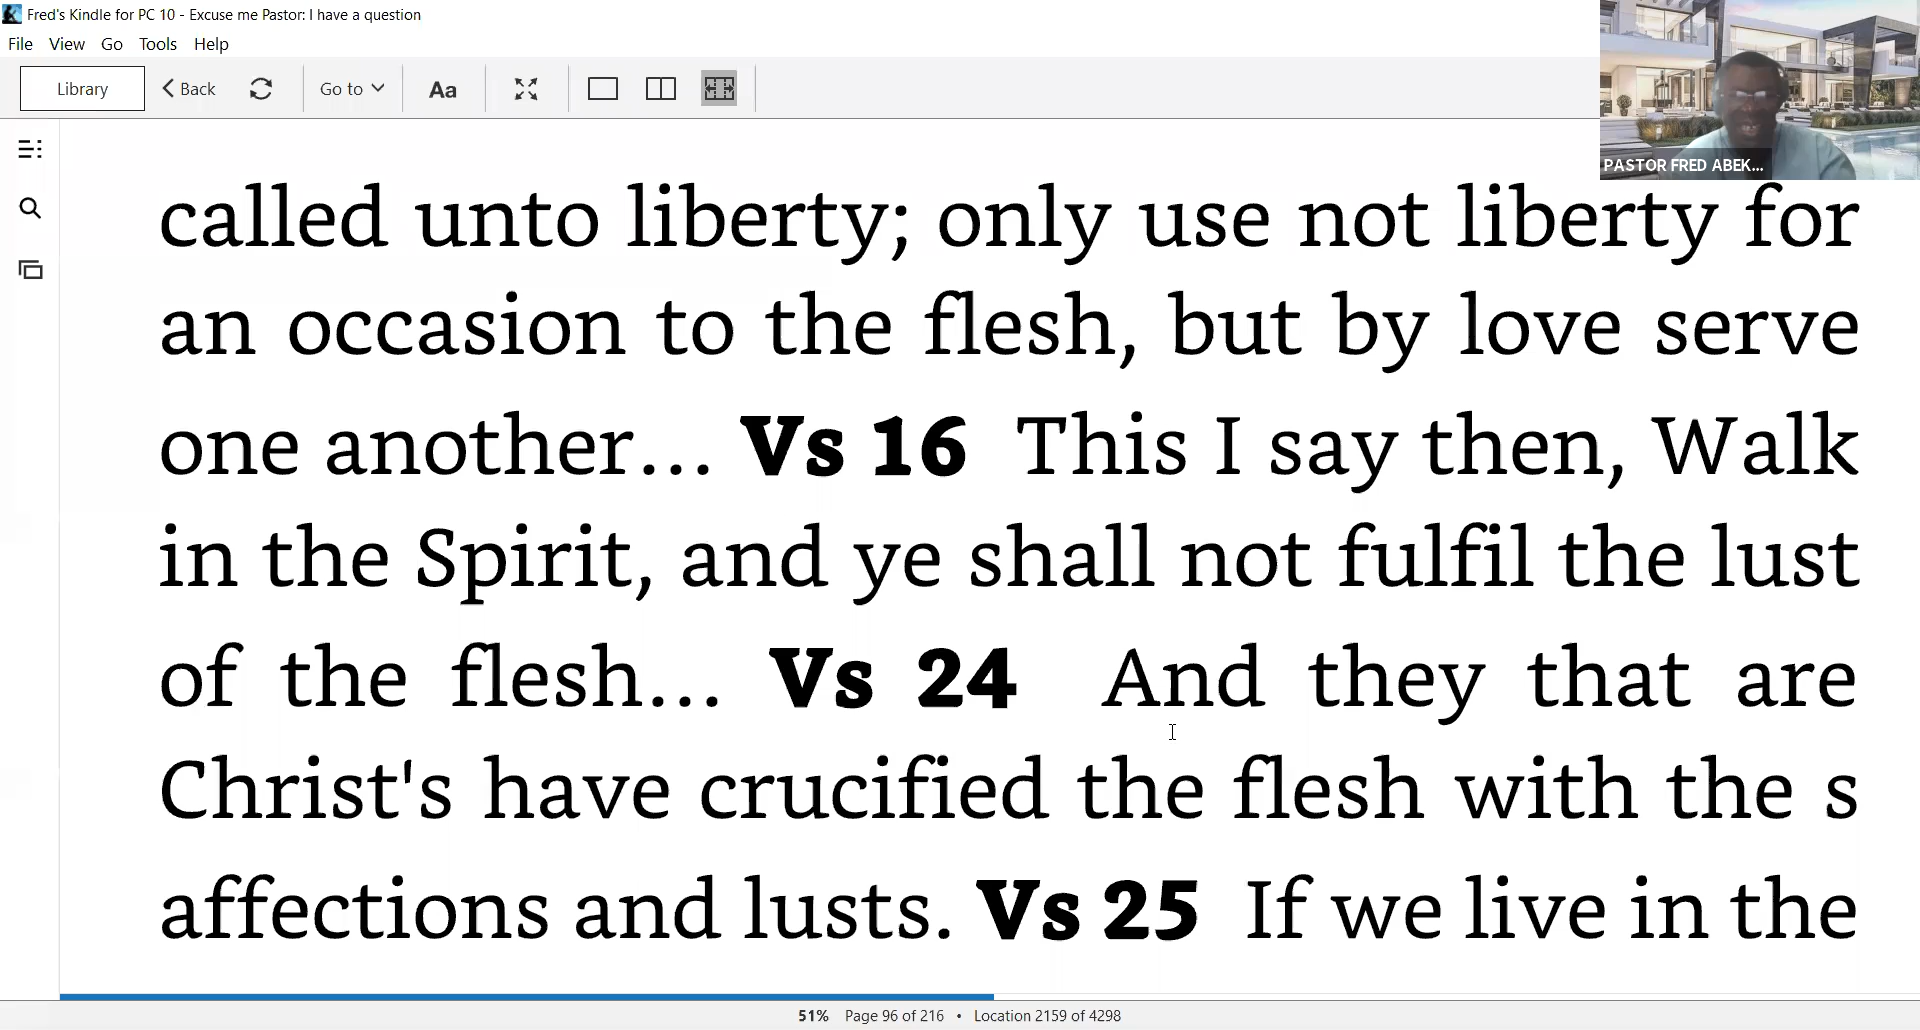 Fred's Kindle for PC 10 - Excuse me Pastor: I have a question
File View Go Tools Help
Library Back Go to Aa
PASTOR FRED ABEK...
called unto liberty; only use not liberty for
an occasion to the flesh, but by love serve
one another... Vs 16 This I say then, Walk
in the Spirit, and ye shall not fulfil the lust
of the flesh... Vs 24 And they that are
Christ's have crucified the flesh with the s
affections and lusts. Vs 25 If we live in the
51% Page 96 of 216 • Location 2159 of 4298